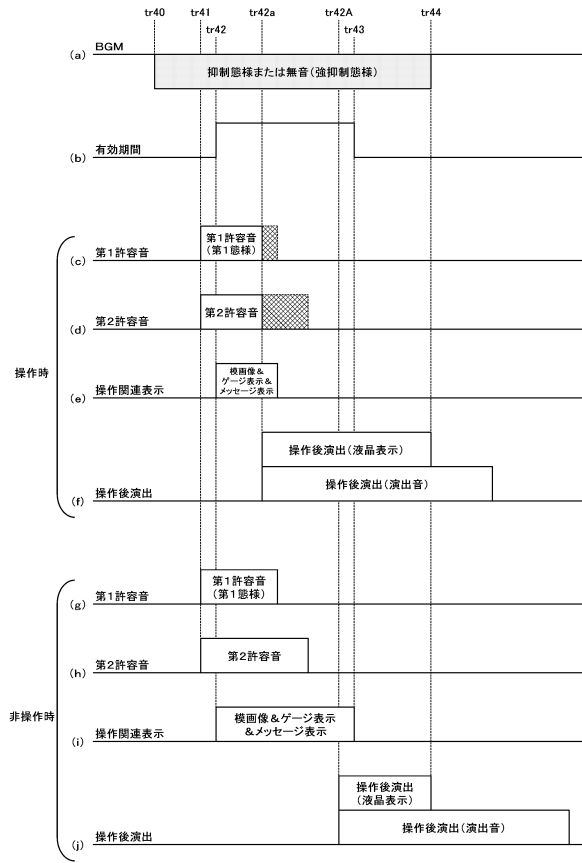 tr40 tr41 tr42a tr42A tr44
tr42 tr43
(a) BGM
抑制態様または無音(強抑制態様)
(b) 有効期間
操作時
(c) 第1許容音
第1許容音
(第1態様)
(d) 第2許容音
第2許容音
(e) 操作関連表示
模画像&
ゲージ表示&
メッセージ表示
(f) 操作後演出
操作後演出(液晶表示)
操作後演出(演出音)
非操作時
(g) 第1許容音
第1許容音
(第1態様)
(h) 第2許容音
第2許容音
(i) 操作関連表示
模画像&ゲージ表示
&メッセージ表示
(j) 操作後演出
操作後演出
(液晶表示)
操作後演出(演出音)